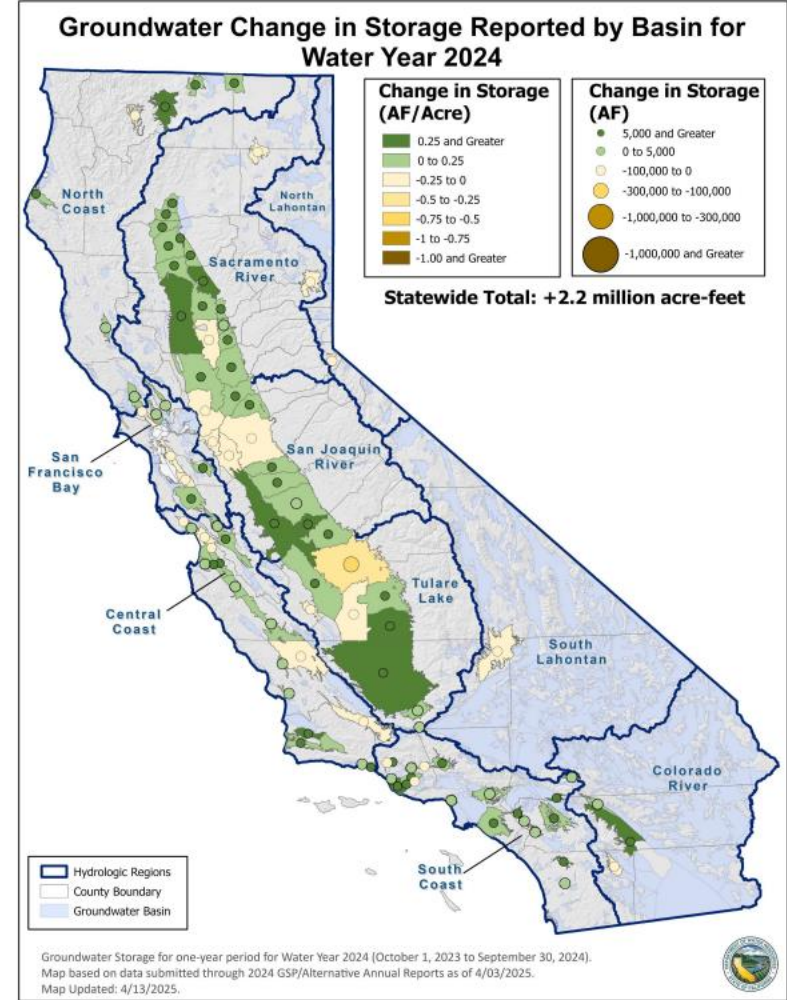 Groundwater Change in Storage Reported by Basin for
Water Year 2024
Change in Storage
(AF/Acre)
0.25 and Greater
0 to 0.25
-0.25 to 0
-0.5 to -0.25
-0.75 to -0.5
-1 to -0.75
-1.00 and Greater
Change in Storage
(AF)
5,000 and Greater
0 to 5,000
-100,000 to 0
-300,000 to -100,000
-1,000,000 to -300,000
-1,000,000 and Greater
Statewide Total: +2.2 million acre-feet
North
Coast
North
Lahontan
Sacramento
River
San
Francisco
Bay
San Joaquin
River
Central
Coast
Tulare
Lake
South
Lahontan
Colorado
River
South
Coast
Hydrologic Regions
County Boundary
Groundwater Basin
Groundwater Storage for one-year period for Water Year 2024 (October 1, 2023 to September 30, 2024).
Map based on data submitted through 2024 GSP/Alternative Annual Reports as of 4/03/2025.
Map Updated: 4/13/2025.